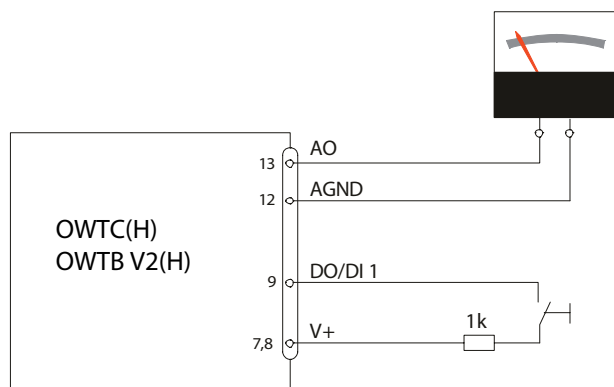 13 AO
12 AGND
OWTC(H)
OWTB V2(H)
9 DO/DI 1
7,8 V+ 1k